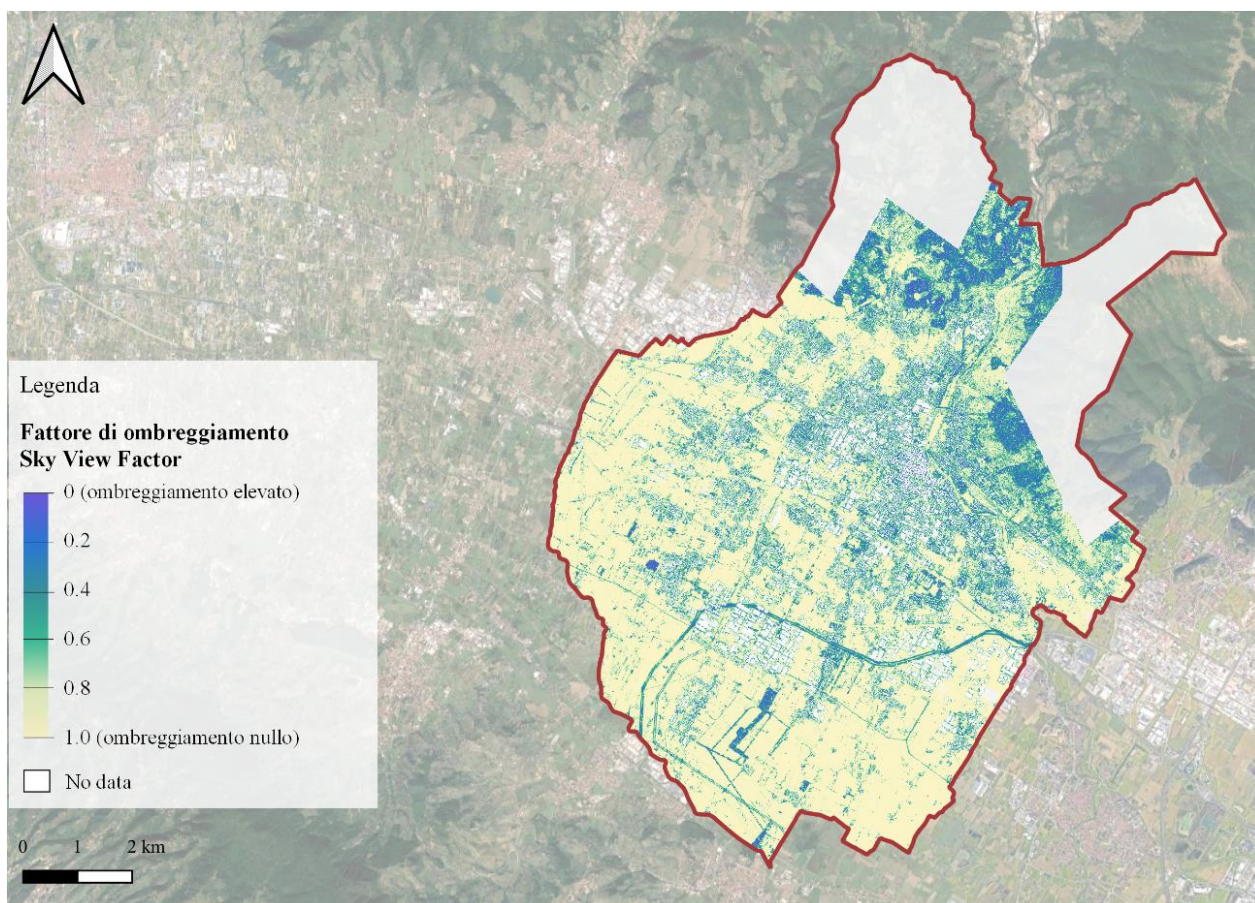 Legenda
Fattore di ombreggiamento
Sky View Factor
0 (ombreggiamento elevato)
0.2
0.4
0.6
0.8
1.0 (ombreggiamento nullo)
No data
0 1 2 km